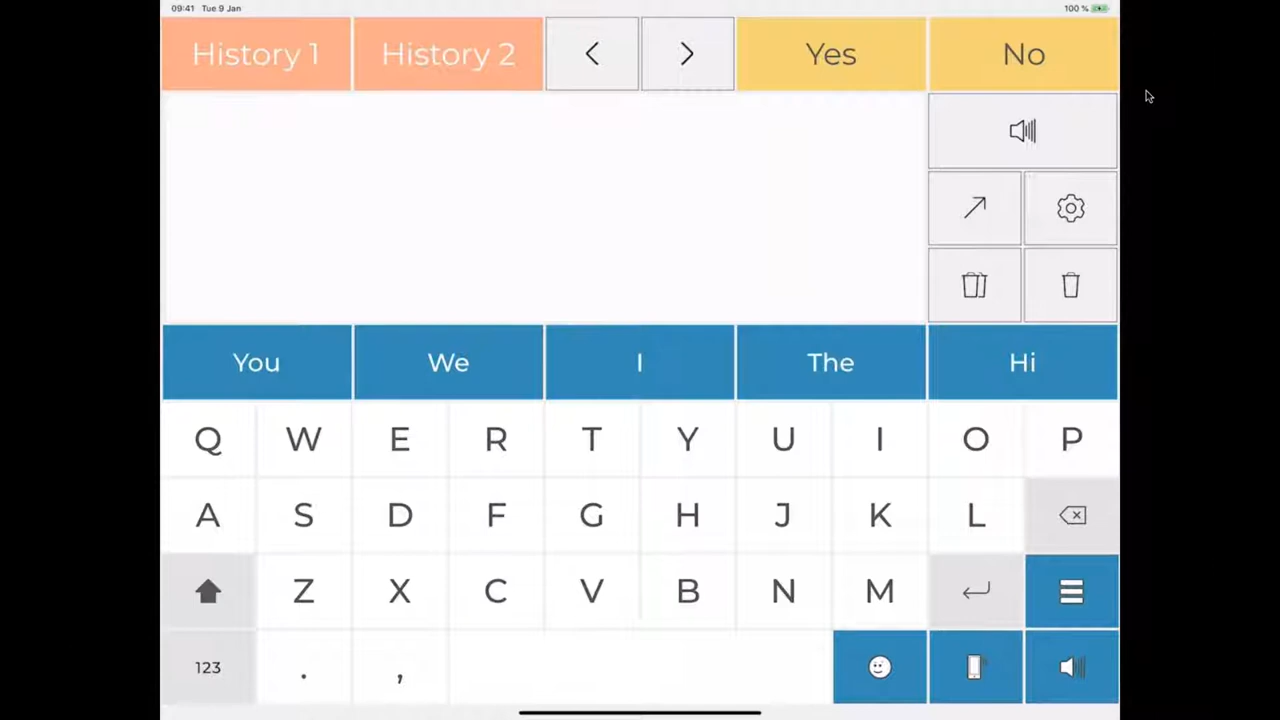 09:41 Tue 9 Jan 100 %
History 1 History 2 Yes No
You We I The Hi
Q W E R T Y U I O P
A S D F G H J K L
Z X C V B N M
123 . ,